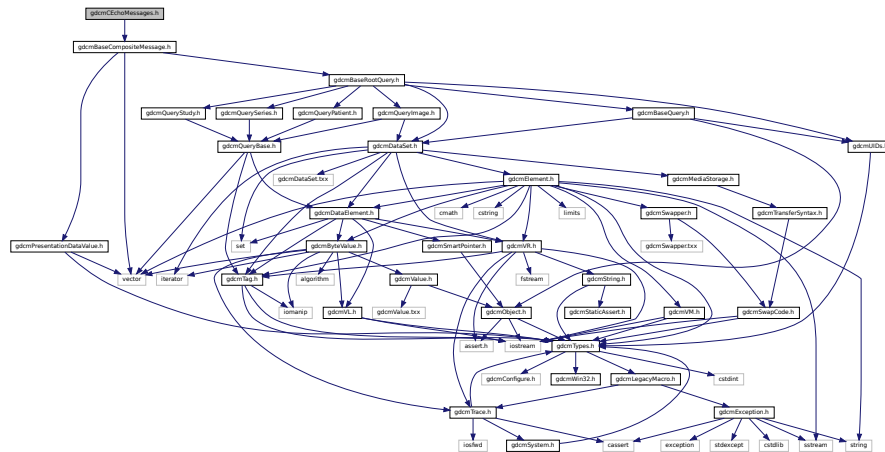 gdcmCEchoMessages.h
gdcmBaseCompositeMessage.h
gdcmBaseRootQuery.h
gdcmQueryStudy.h
gdcmQuerySeries.h
gdcmQueryPatient.h
gdcmQueryImage.h
gdcmBaseQuery.h
gdcmQueryBase.h
gdcmDataSet.h
gdcmUIDs.h
gdcmDataSet.txx
gdcmElement.h
gdcmMediaStorage.h
gdcmDataElement.h
cmath
cstring
limits
gdcmSwapper.h
gdcmTransferSyntax.h
gdcmPresentationDataValue.h
set
gdcmByteValue.h
gdcmSmartPointer.h
gdcmVR.h
gdcmSwapper.txx
vector
iterator
gdcmTag.h
algorithm
gdcmValue.h
fstream
gdcmString.h
iomanip
gdcmVL.h
gdcmValue.txx
gdcmObject.h
gdcmStaticAssert.h
gdcmVM.h
gdcmSwapCode.h
assert.h
iostream
gdcmTypes.h
gdcmConfigure.h
gdcmWin32.h
gdcmLegacyMacro.h
cstdint
gdcmTrace.h
gdcmException.h
iosfwd
gdcmSystem.h
cassert
exception
stdexcept
cstdlib
sstream
string